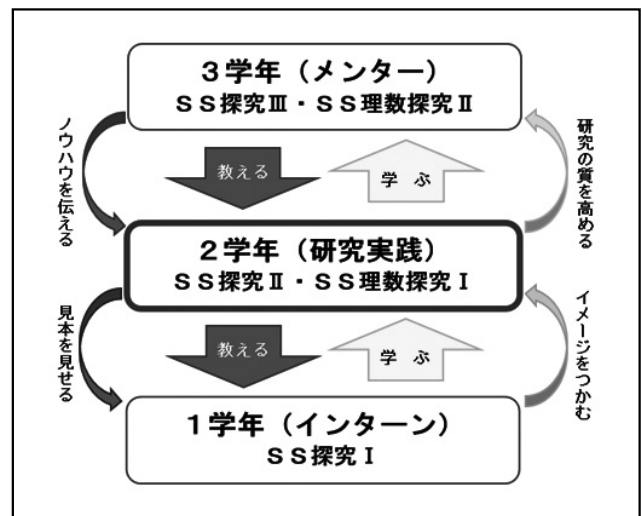 ３学年（メンター）
ＳＳ探究Ⅲ・ＳＳ理数探究Ⅱ
ノウハウを伝える
教える
学　ぶ
研究の質を高める
２学年（研究実践）
ＳＳ探究Ⅱ・ＳＳ理数探究Ⅰ
見本を見せる
教える
学　ぶ
イメージをつかむ
１学年（インターン）
ＳＳ探究Ⅰ